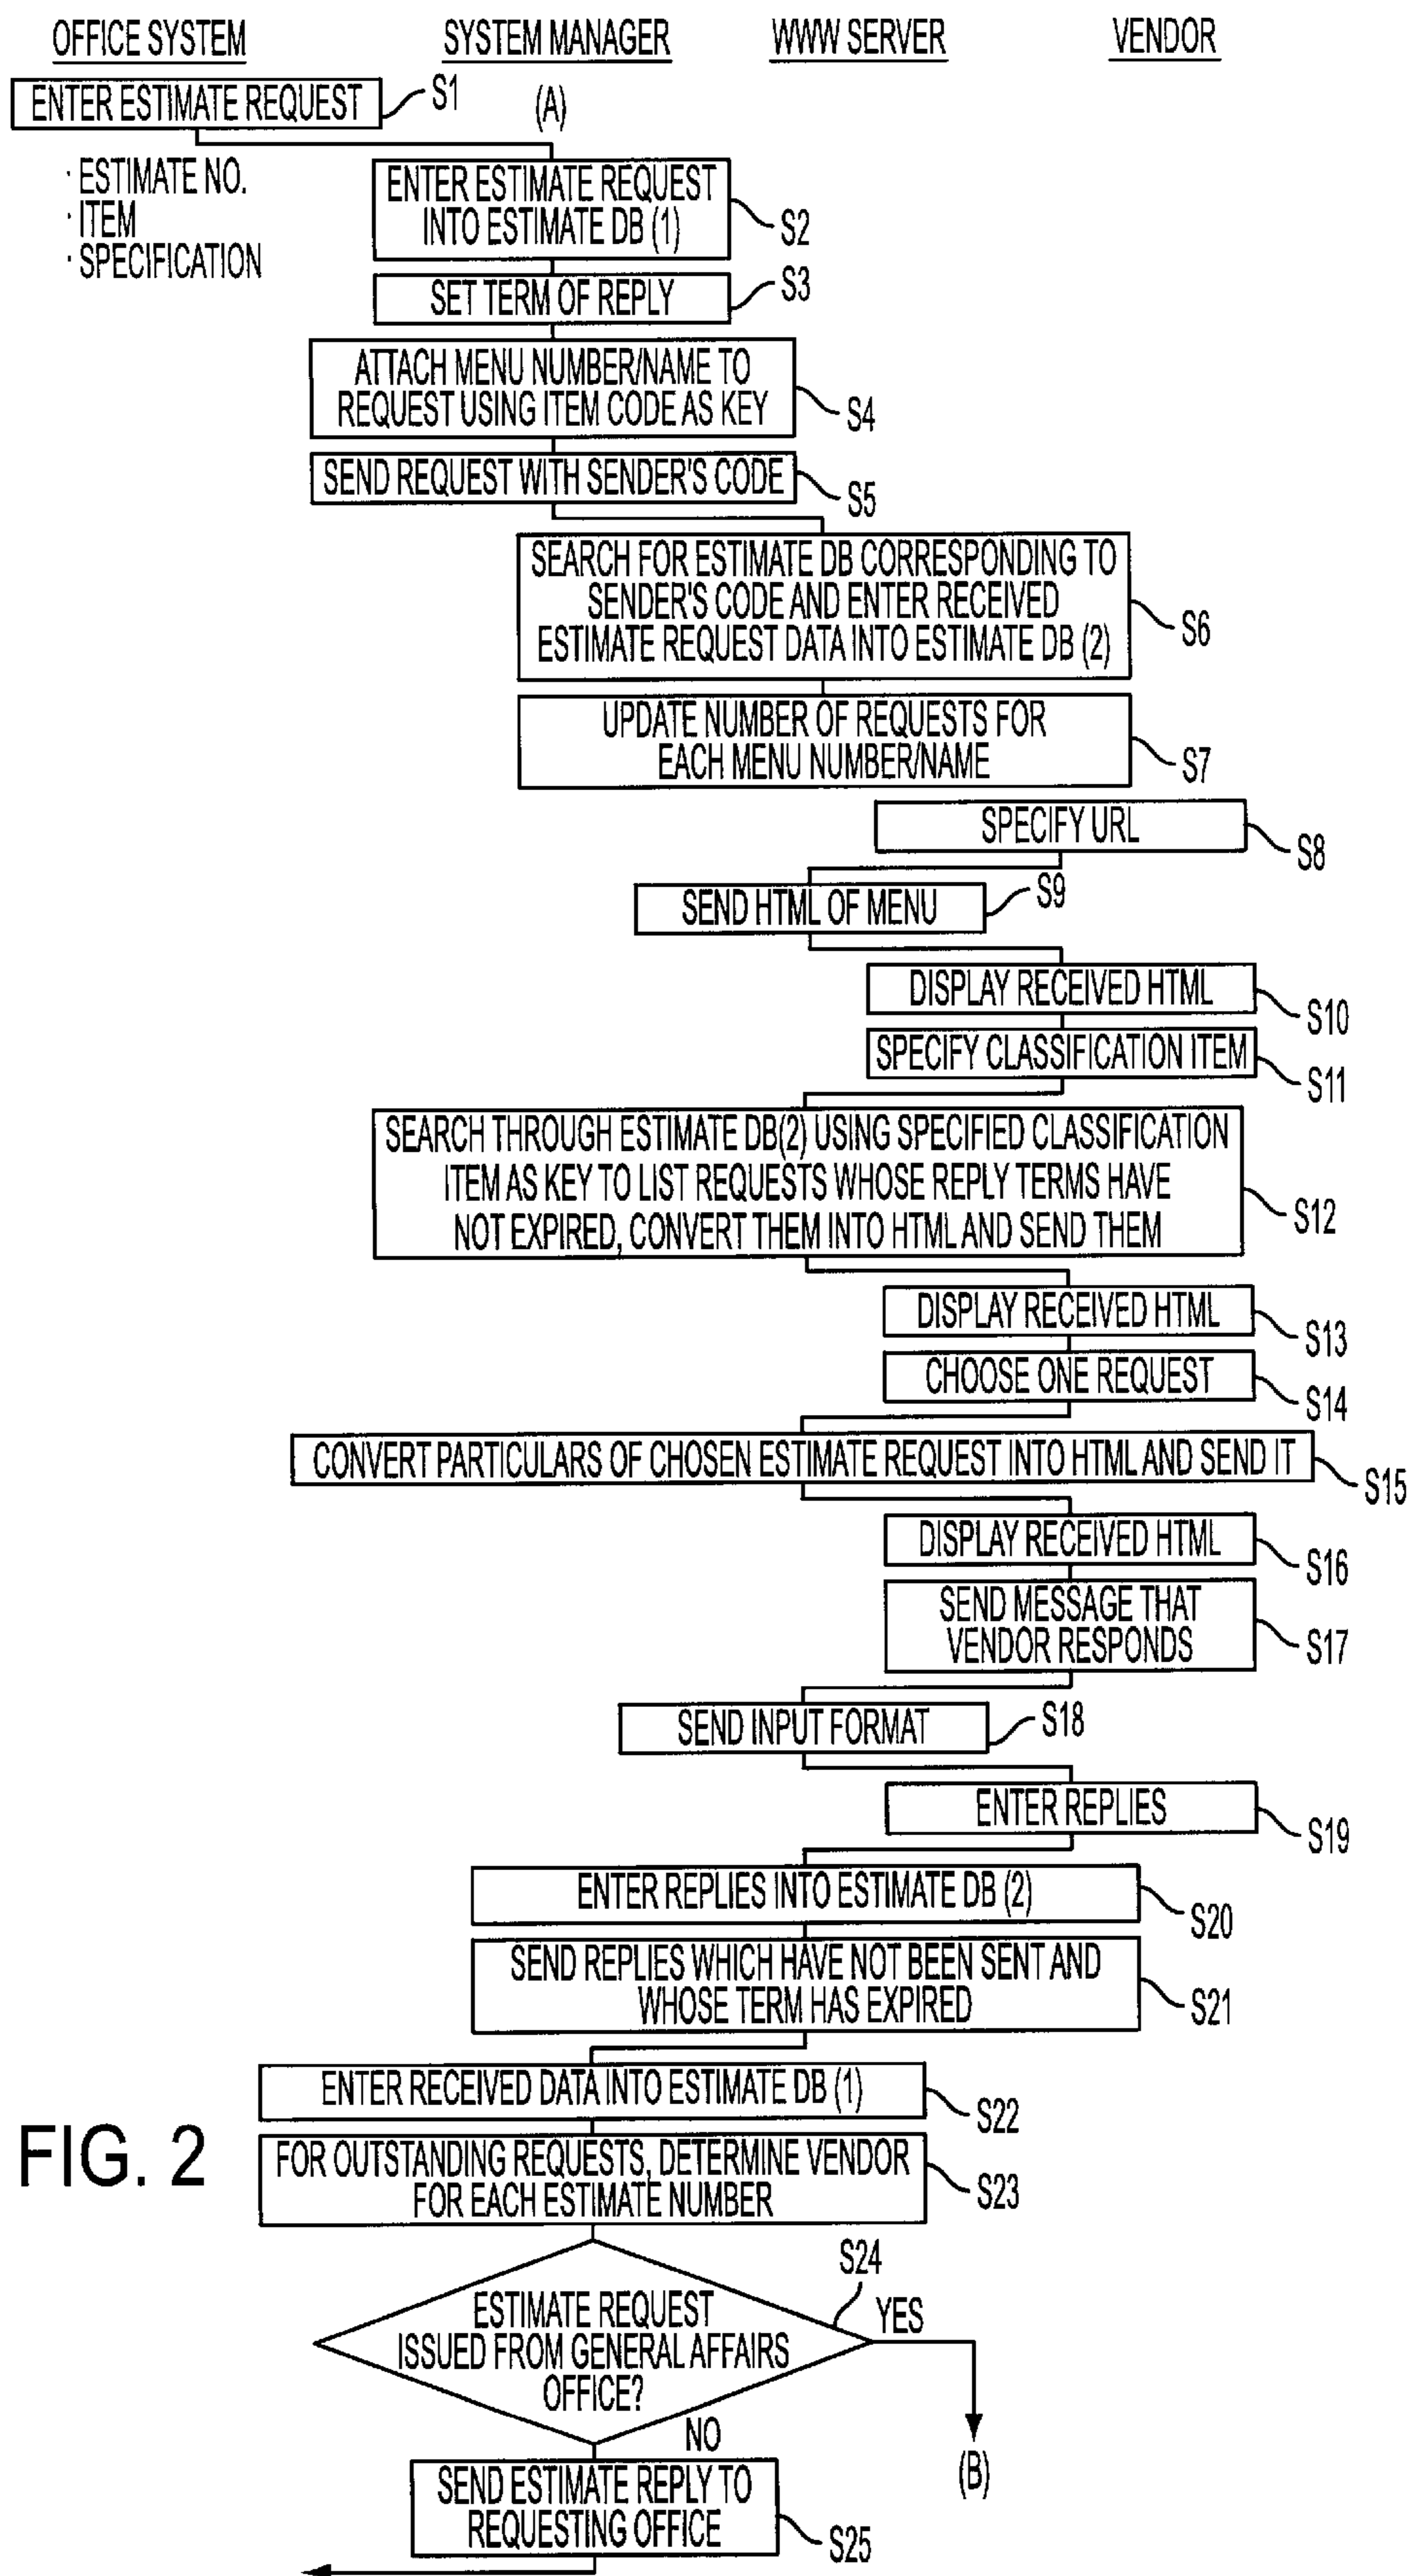 OFFICE SYSTEM
SYSTEM MANAGER
WWW SERVER
VENDOR
ENTER ESTIMATE REQUEST
S1
(A)
· ESTIMATE NO.
· ITEM
· SPECIFICATION
ENTER ESTIMATE REQUEST
INTO ESTIMATE DB (1)
S2
SET TERM OF REPLY
S3
ATTACH MENU NUMBER/NAME TO
REQUEST USING ITEM CODE AS KEY
S4
SEND REQUEST WITH SENDER'S CODE
S5
SEARCH FOR ESTIMATE DB CORRESPONDING TO
SENDER'S CODE AND ENTER RECEIVED
ESTIMATE REQUEST DATA INTO ESTIMATE DB (2)
S6
UPDATE NUMBER OF REQUESTS FOR
EACH MENU NUMBER/NAME
S7
SPECIFY URL
S8
SEND HTML OF MENU
S9
DISPLAY RECEIVED HTML
S10
SPECIFY CLASSIFICATION ITEM
S11
SEARCH THROUGH ESTIMATE DB(2) USING SPECIFIED CLASSIFICATION
ITEM AS KEY TO LIST REQUESTS WHOSE REPLY TERMS HAVE
NOT EXPIRED, CONVERT THEM INTO HTML AND SEND THEM
S12
DISPLAY RECEIVED HTML
S13
CHOOSE ONE REQUEST
S14
CONVERT PARTICULARS OF CHOSEN ESTIMATE REQUEST INTO HTML AND SEND IT
S15
DISPLAY RECEIVED HTML
S16
SEND MESSAGE THAT
VENDOR RESPONDS
S17
SEND INPUT FORMAT
S18
ENTER REPLIES
S19
ENTER REPLIES INTO ESTIMATE DB (2)
S20
SEND REPLIES WHICH HAVE NOT BEEN SENT AND
WHOSE TERM HAS EXPIRED
S21
ENTER RECEIVED DATA INTO ESTIMATE DB (1)
S22
FIG. 2
FOR OUTSTANDING REQUESTS, DETERMINE VENDOR
FOR EACH ESTIMATE NUMBER
S23
S24
ESTIMATE REQUEST
ISSUED FROM GENERAL AFFAIRS
OFFICE?
YES
NO
(B)
SEND ESTIMATE REPLY TO
REQUESTING OFFICE
S25